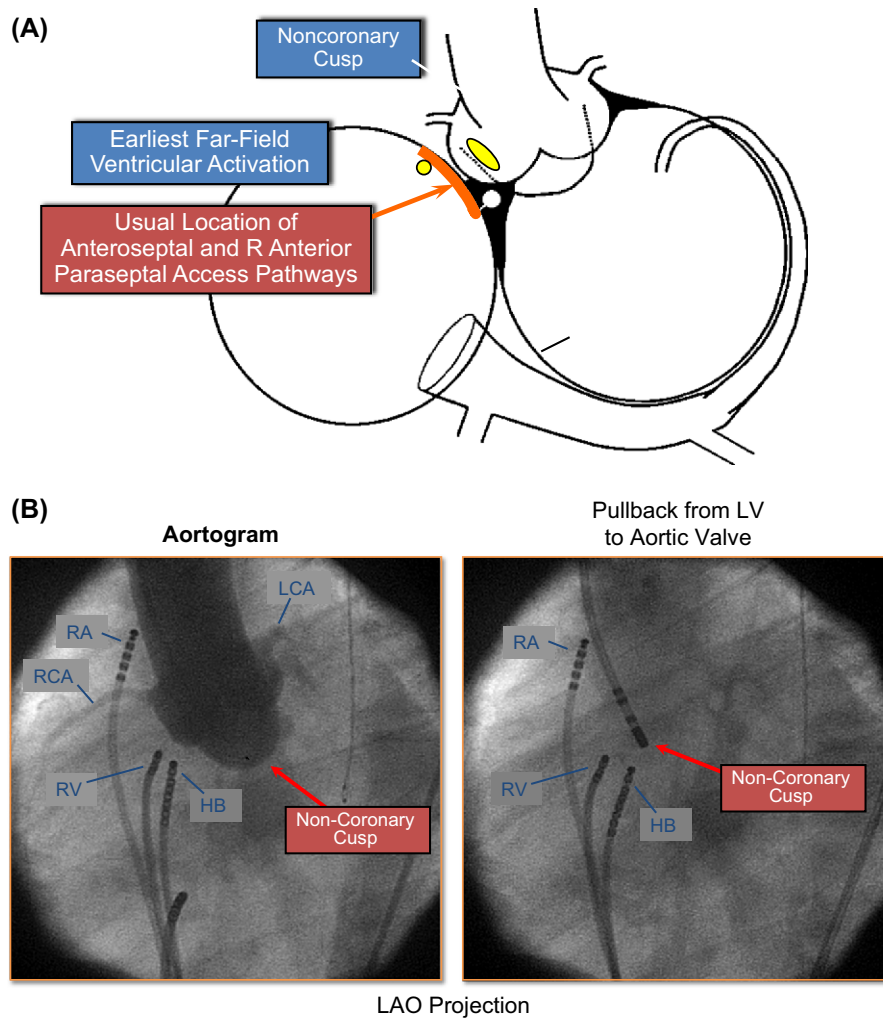 (A)
Noncoronary
Cusp
Earliest Far-Field
Ventricular Activation
Usual Location of
Anteroseptal and R Anterior
Paraseptal Access Pathways
(B)
Aortogram
Pullback from LV
to Aortic Valve
LCA
RA
RCA
RV
HB
Non-Coronary
Cusp
RA
RV
HB
Non-Coronary
Cusp
LAO Projection